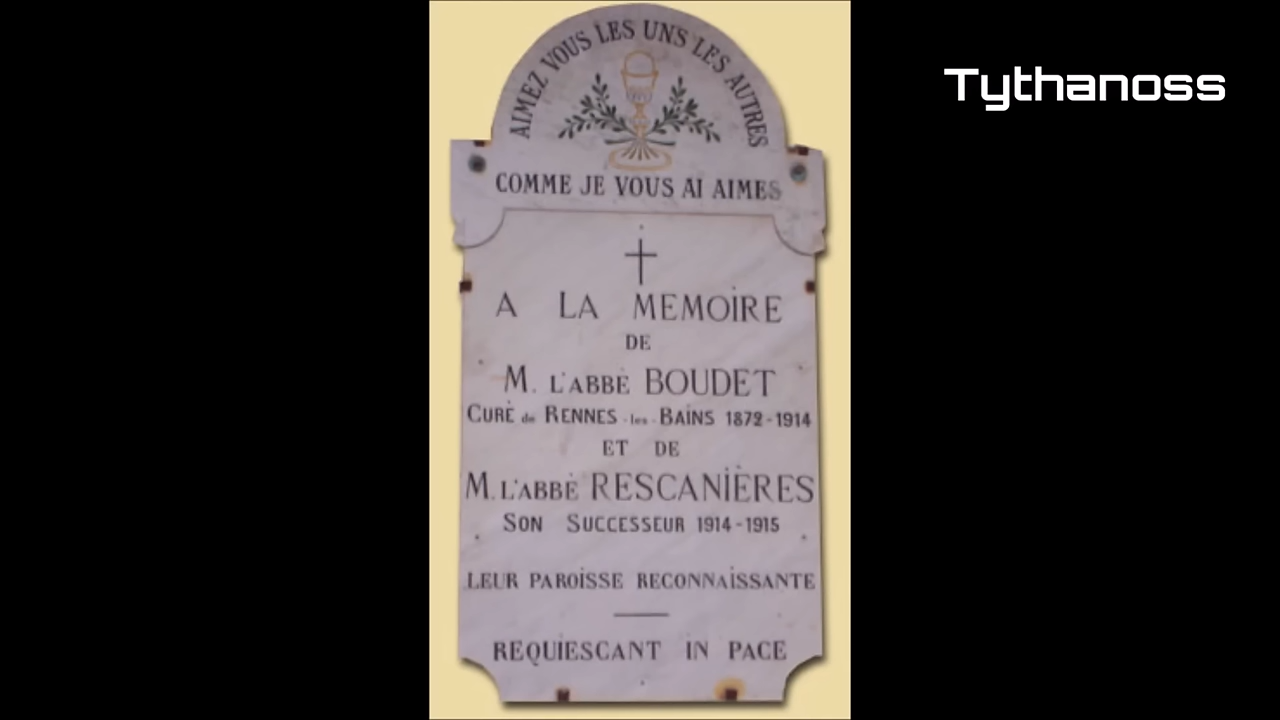 Tythanoss
AIMEZ VOUS LES UNS LES AUTRES
COMME JE VOUS AI AIMES
A LA MEMOIRE
DE
M. L'ABBÉ BOUDET
CURÉ de RENNES-les-BAINS 1872-1914
ET DE
M. L'ABBÉ RESCANIÈRES
SON SUCCESSEUR 1914-1915
LEUR PAROISSE RECONNAISSANTE
REQUIESCANT IN PACE